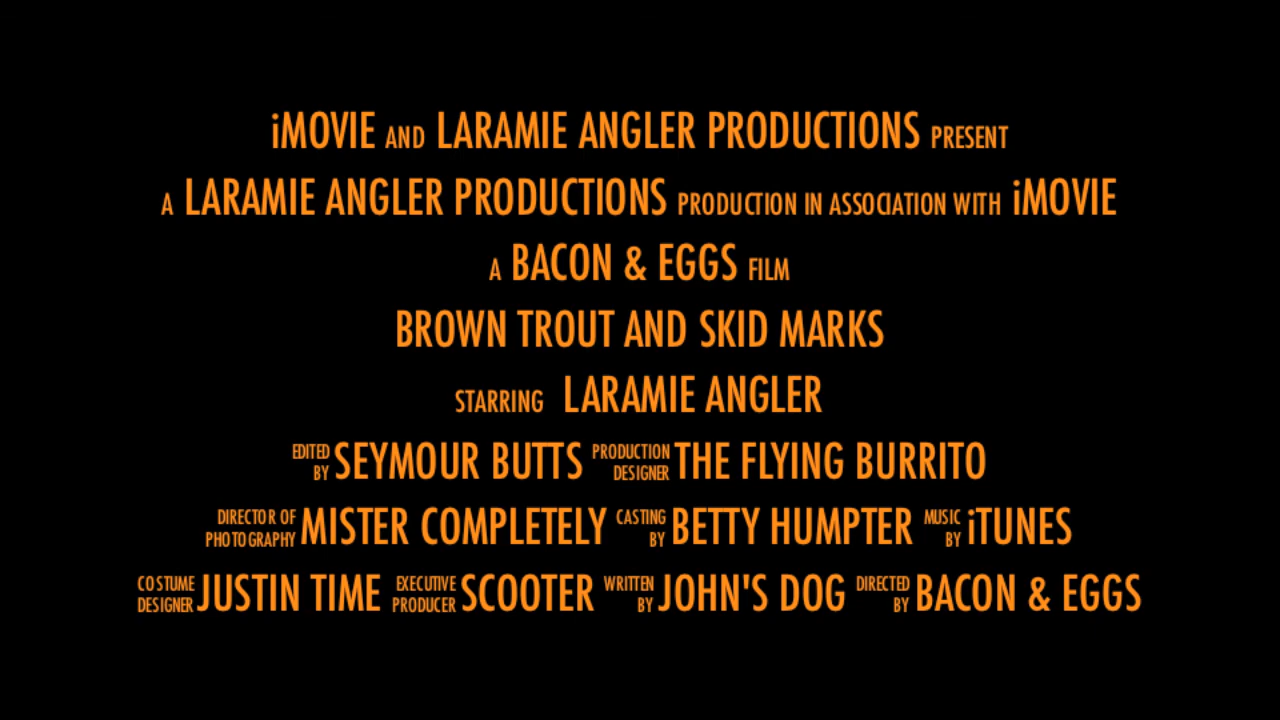 iMOVIE AND LARAMIE ANGLER PRODUCTIONS PRESENT
A LARAMIE ANGLER PRODUCTIONS PRODUCTION IN ASSOCIATION WITH iMOVIE
A BACON & EGGS FILM
BROWN TROUT AND SKID MARKS
STARRING LARAMIE ANGLER
EDITED BY SEYMOUR BUTTS PRODUCTION DESIGNER THE FLYING BURRITO
DIRECTOR OF PHOTOGRAPHY MISTER COMPLETELY CASTING BY BETTY HUMPTER MUSIC BY iTUNES
COSTUME DESIGNER JUSTIN TIME EXECUTIVE PRODUCER SCOOTER WRITTEN BY JOHN'S DOG DIRECTED BY BACON & EGGS